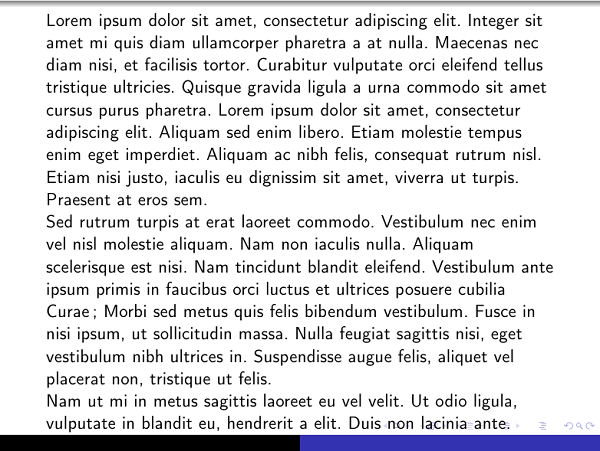 Lorem ipsum dolor sit amet, consectetur adipiscing elit. Integer sit
amet mi quis diam ullamcorper pharetra a at nulla. Maecenas nec
diam nisi, et facilisis tortor. Curabitur vulputate orci eleifend tellus
tristique ultricies. Quisque gravida ligula a urna commodo sit amet
cursus purus pharetra. Lorem ipsum dolor sit amet, consectetur
adipiscing elit. Aliquam sed enim libero. Etiam molestie tempus
enim eget imperdiet. Aliquam ac nibh felis, consequat rutrum nisl.
Etiam nisi justo, iaculis eu dignissim sit amet, viverra ut turpis.
Praesent at eros sem.
Sed rutrum turpis at erat laoreet commodo. Vestibulum nec enim
vel nisl molestie aliquam. Nam non iaculis nulla. Aliquam
scelerisque est nisi. Nam tincidunt blandit eleifend. Vestibulum ante
ipsum primis in faucibus orci luctus et ultrices posuere cubilia
Curae ; Morbi sed metus quis felis bibendum vestibulum. Fusce in
nisi ipsum, ut sollicitudin massa. Nulla feugiat sagittis nisi, eget
vestibulum nibh ultrices in. Suspendisse augue felis, aliquet vel
placerat non, tristique ut felis.
Nam ut mi in metus sagittis laoreet eu vel velit. Ut odio ligula,
vulputate in blandit eu, hendrerit a elit. Duis non lacinia ante.